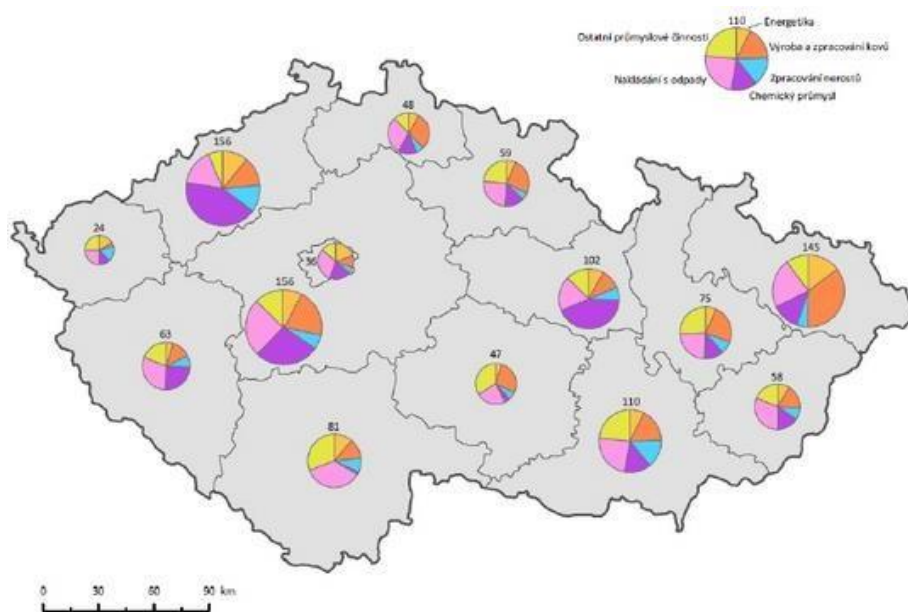 110
Energetika
Ostatní průmyslové činnosti
Výroba a zpracování kovů
Nakládání s odpady
Zpracování nerostů
Chemický průmysl
48
156
59
24
36
156
102
145
75
63
47
58
110
81
0 30 60 90 km